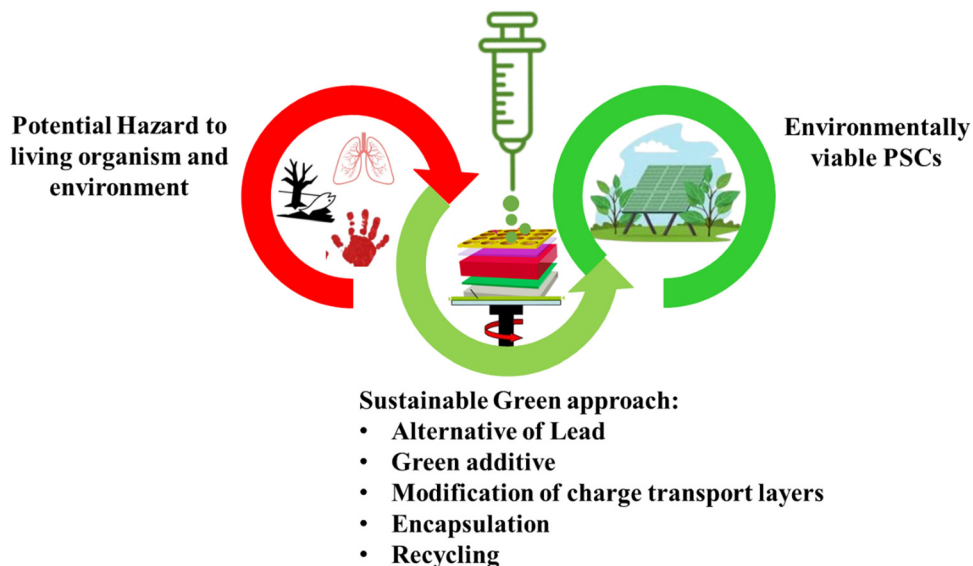 Potential Hazard to
living organism and
environment
Environmentally
viable PSCs
Sustainable Green approach:
• Alternative of Lead
• Green additive
• Modification of charge transport layers
• Encapsulation
• Recycling